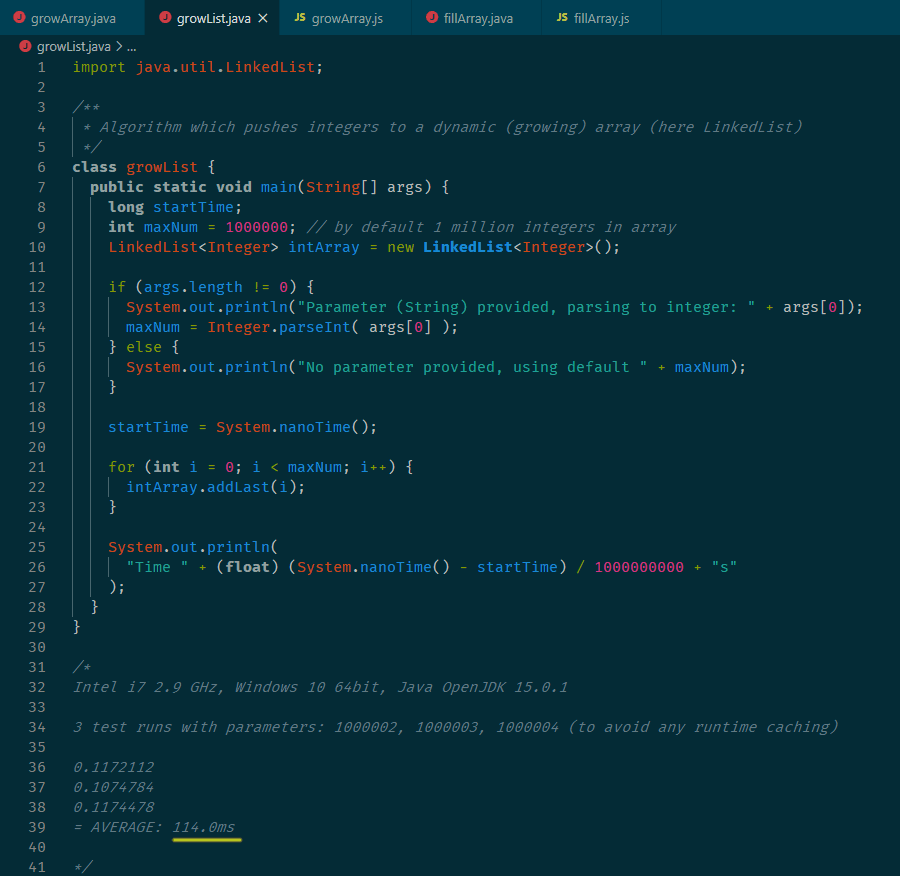 J growArray.java J growList.java × JS growArray.js J fillArray.java JS fillArray.js
J growList.java > ...
1 import java.util.LinkedList;
2
3 /**
4  * Algorithm which pushes integers to a dynamic (growing) array (here LinkedList)
5  */
6 class growList {
7   public static void main(String[] args) {
8     long startTime;
9     int maxNum = 1000000; // by default 1 million integers in array
10     LinkedList<Integer> intArray = new LinkedList<Integer>();
11
12     if (args.length != 0) {
13       System.out.println("Parameter (String) provided, parsing to integer: " + args[0]);
14       maxNum = Integer.parseInt( args[0] );
15     } else {
16       System.out.println("No parameter provided, using default " + maxNum);
17     }
18
19     startTime = System.nanoTime();
20
21     for (int i = 0; i < maxNum; i++) {
22       intArray.addLast(i);
23     }
24
25     System.out.println(
26       "Time " + (float) (System.nanoTime() - startTime) / 1000000000 + "s"
27     );
28   }
29 }
30
31 /*
32 Intel i7 2.9 GHz, Windows 10 64bit, Java OpenJDK 15.0.1
33
34 3 test runs with parameters: 1000002, 1000003, 1000004 (to avoid any runtime caching)
35
36 0.1172112
37 0.1074784
38 0.1174478
39 = AVERAGE: 114.0ms
40
41 */